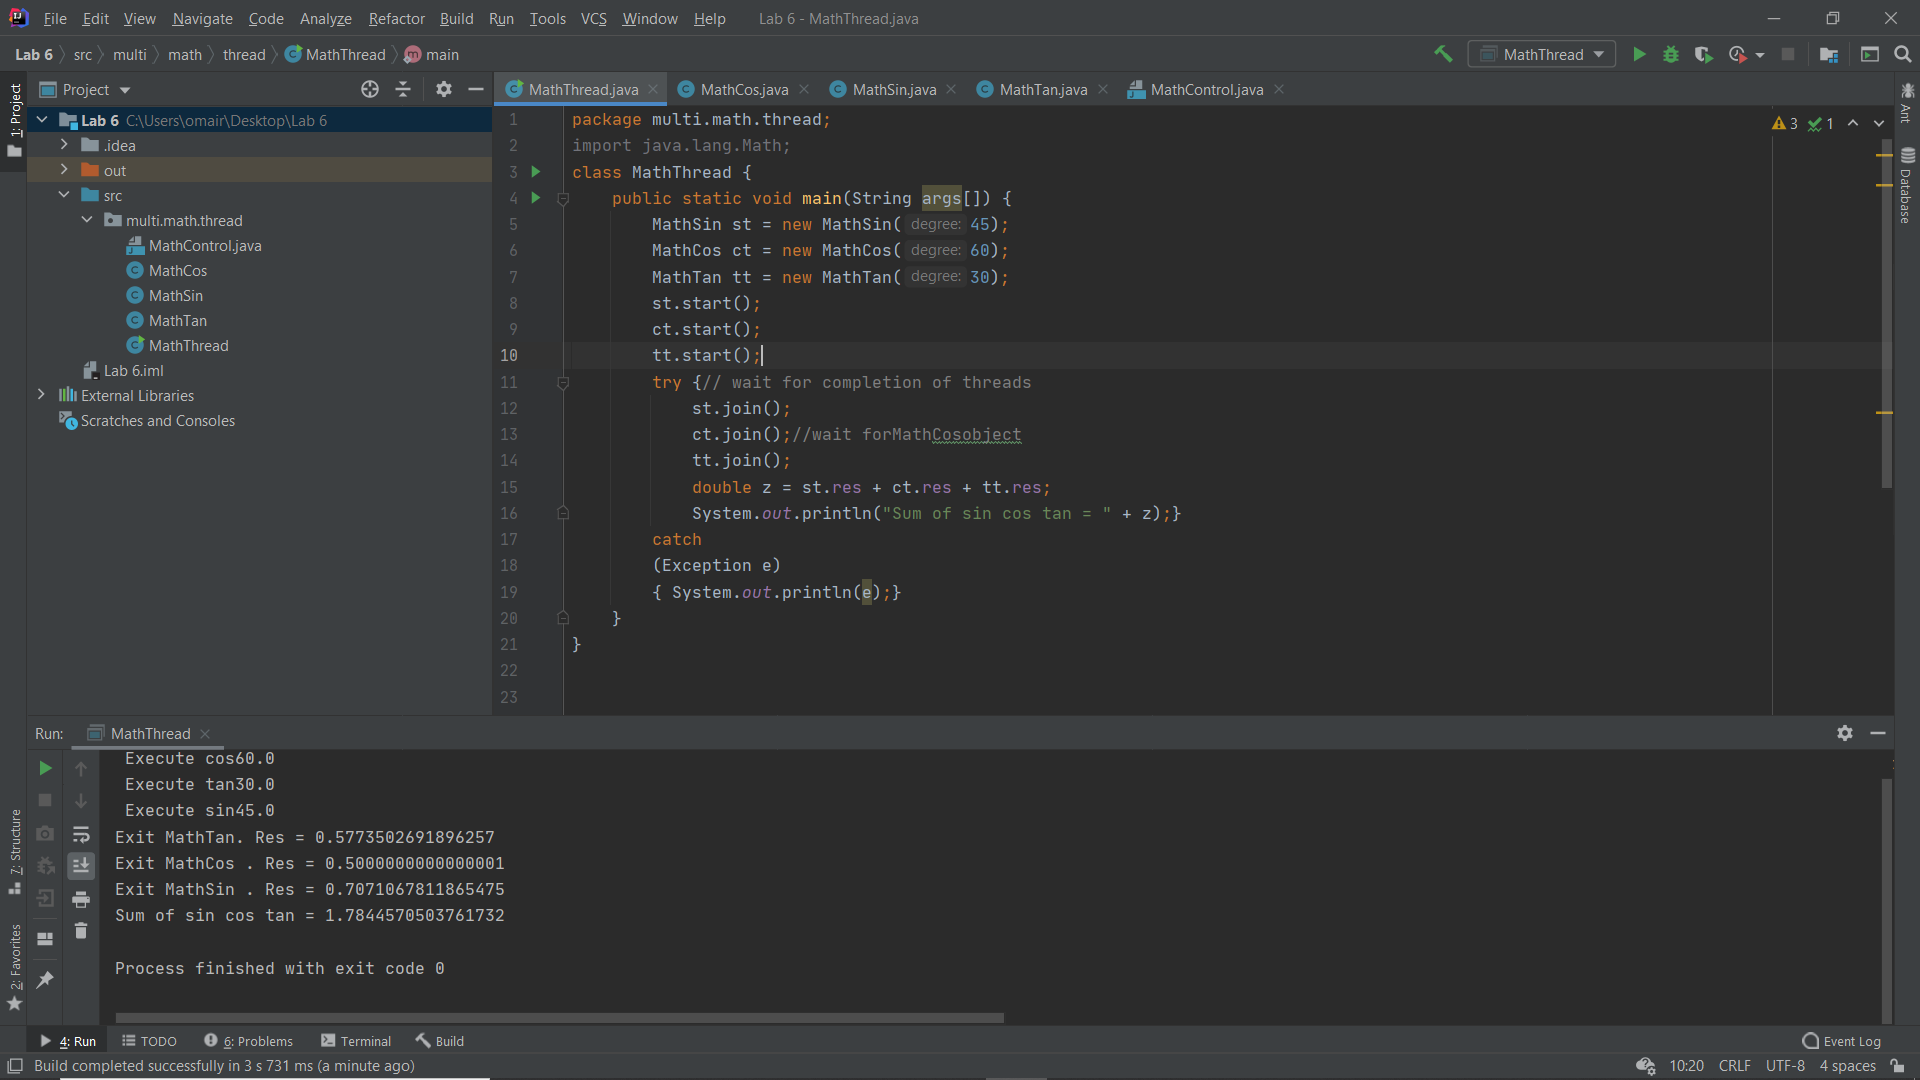 File Edit View Navigate Code Analyze Refactor Build Run Tools VCS Window Help Lab 6 - MathThread.java
Lab 6 src multi math thread MathThread main
MathThread
1: Project
Project
MathThread.java MathCos.java MathSin.java MathTan.java MathControl.java
Lab 6 C:\Users\omair\Desktop\Lab 6
.idea
out
src
multi.math.thread
MathControl.java
MathCos
MathSin
MathTan
MathThread
Lab 6.iml
External Libraries
Scratches and Consoles
1 package multi.math.thread;
2 import java.lang.Math;
3 class MathThread {
4 public static void main(String args[]) {
5 MathSin st = new MathSin( degree: 45);
6 MathCos ct = new MathCos( degree: 60);
7 MathTan tt = new MathTan( degree: 30);
8 st.start();
9 ct.start();
10 tt.start();
11 try {// wait for completion of threads
12 st.join();
13 ct.join();//wait forMathCosobject
14 tt.join();
15 double z = st.res + ct.res + tt.res;
16 System.out.println("Sum of sin cos tan = " + z);}
17 catch
18 (Exception e)
19 { System.out.println(e);}
20 }
21 }
22
23
3 1
Ant
Database
Run: MathThread
Execute cos60.0
Execute tan30.0
Execute sin45.0
Exit MathTan. Res = 0.5773502691896257
Exit MathCos . Res = 0.5000000000000001
Exit MathSin . Res = 0.7071067811865475
Sum of sin cos tan = 1.7844570503761732
Process finished with exit code 0
7: Structure
2: Favorites
4: Run TODO 6: Problems Terminal Build Event Log
Build completed successfully in 3 s 731 ms (a minute ago) 10:20 CRLF UTF-8 4 spaces